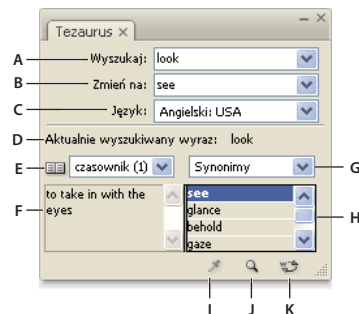 Tezaurus
A Wyszukaj: look
B Zmień na: see
C Język: Angielski: USA
D Aktualnie wyszukiwany wyraz: look
E czasownik (1) Synonimy G
F to take in with the eyes
see
glance
behold
gaze
H
I J K